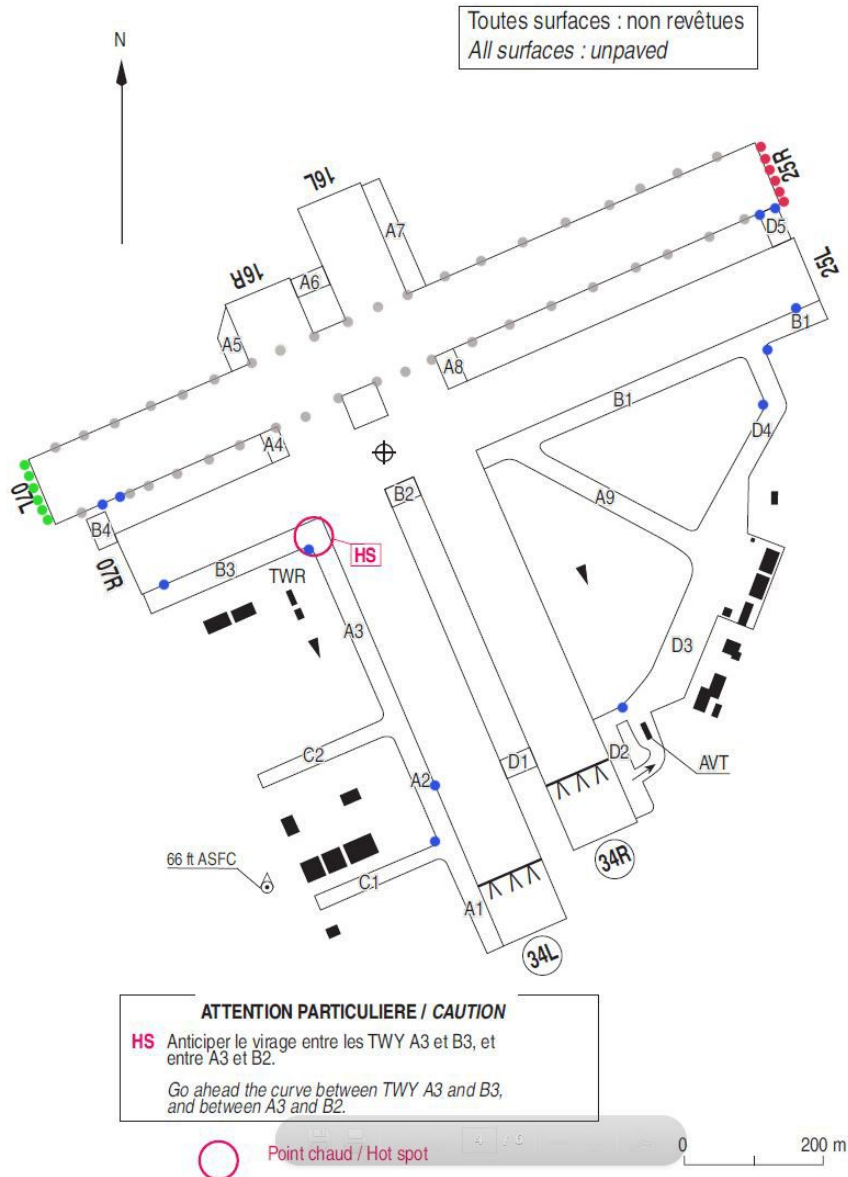 Toutes surfaces : non revêtues
All surfaces : unpaved
N
16L
25R
A7
D5
16R
A6
25L
A5
B1
A8
B1
A4
D4
07L
B2
A9
B4
HS
07R
B3
TWR
A3
D3
C2
D1
D2
AVT
A2
66 ft ASFC
34R
C1
A1
34L
ATTENTION PARTICULIERE / CAUTION
HS Anticiper le virage entre les TWY A3 et B3, et
entre A3 et B2.
Go ahead the curve between TWY A3 and B3,
and between A3 and B2.
4 / 6
Point chaud / Hot spot
0 200 m